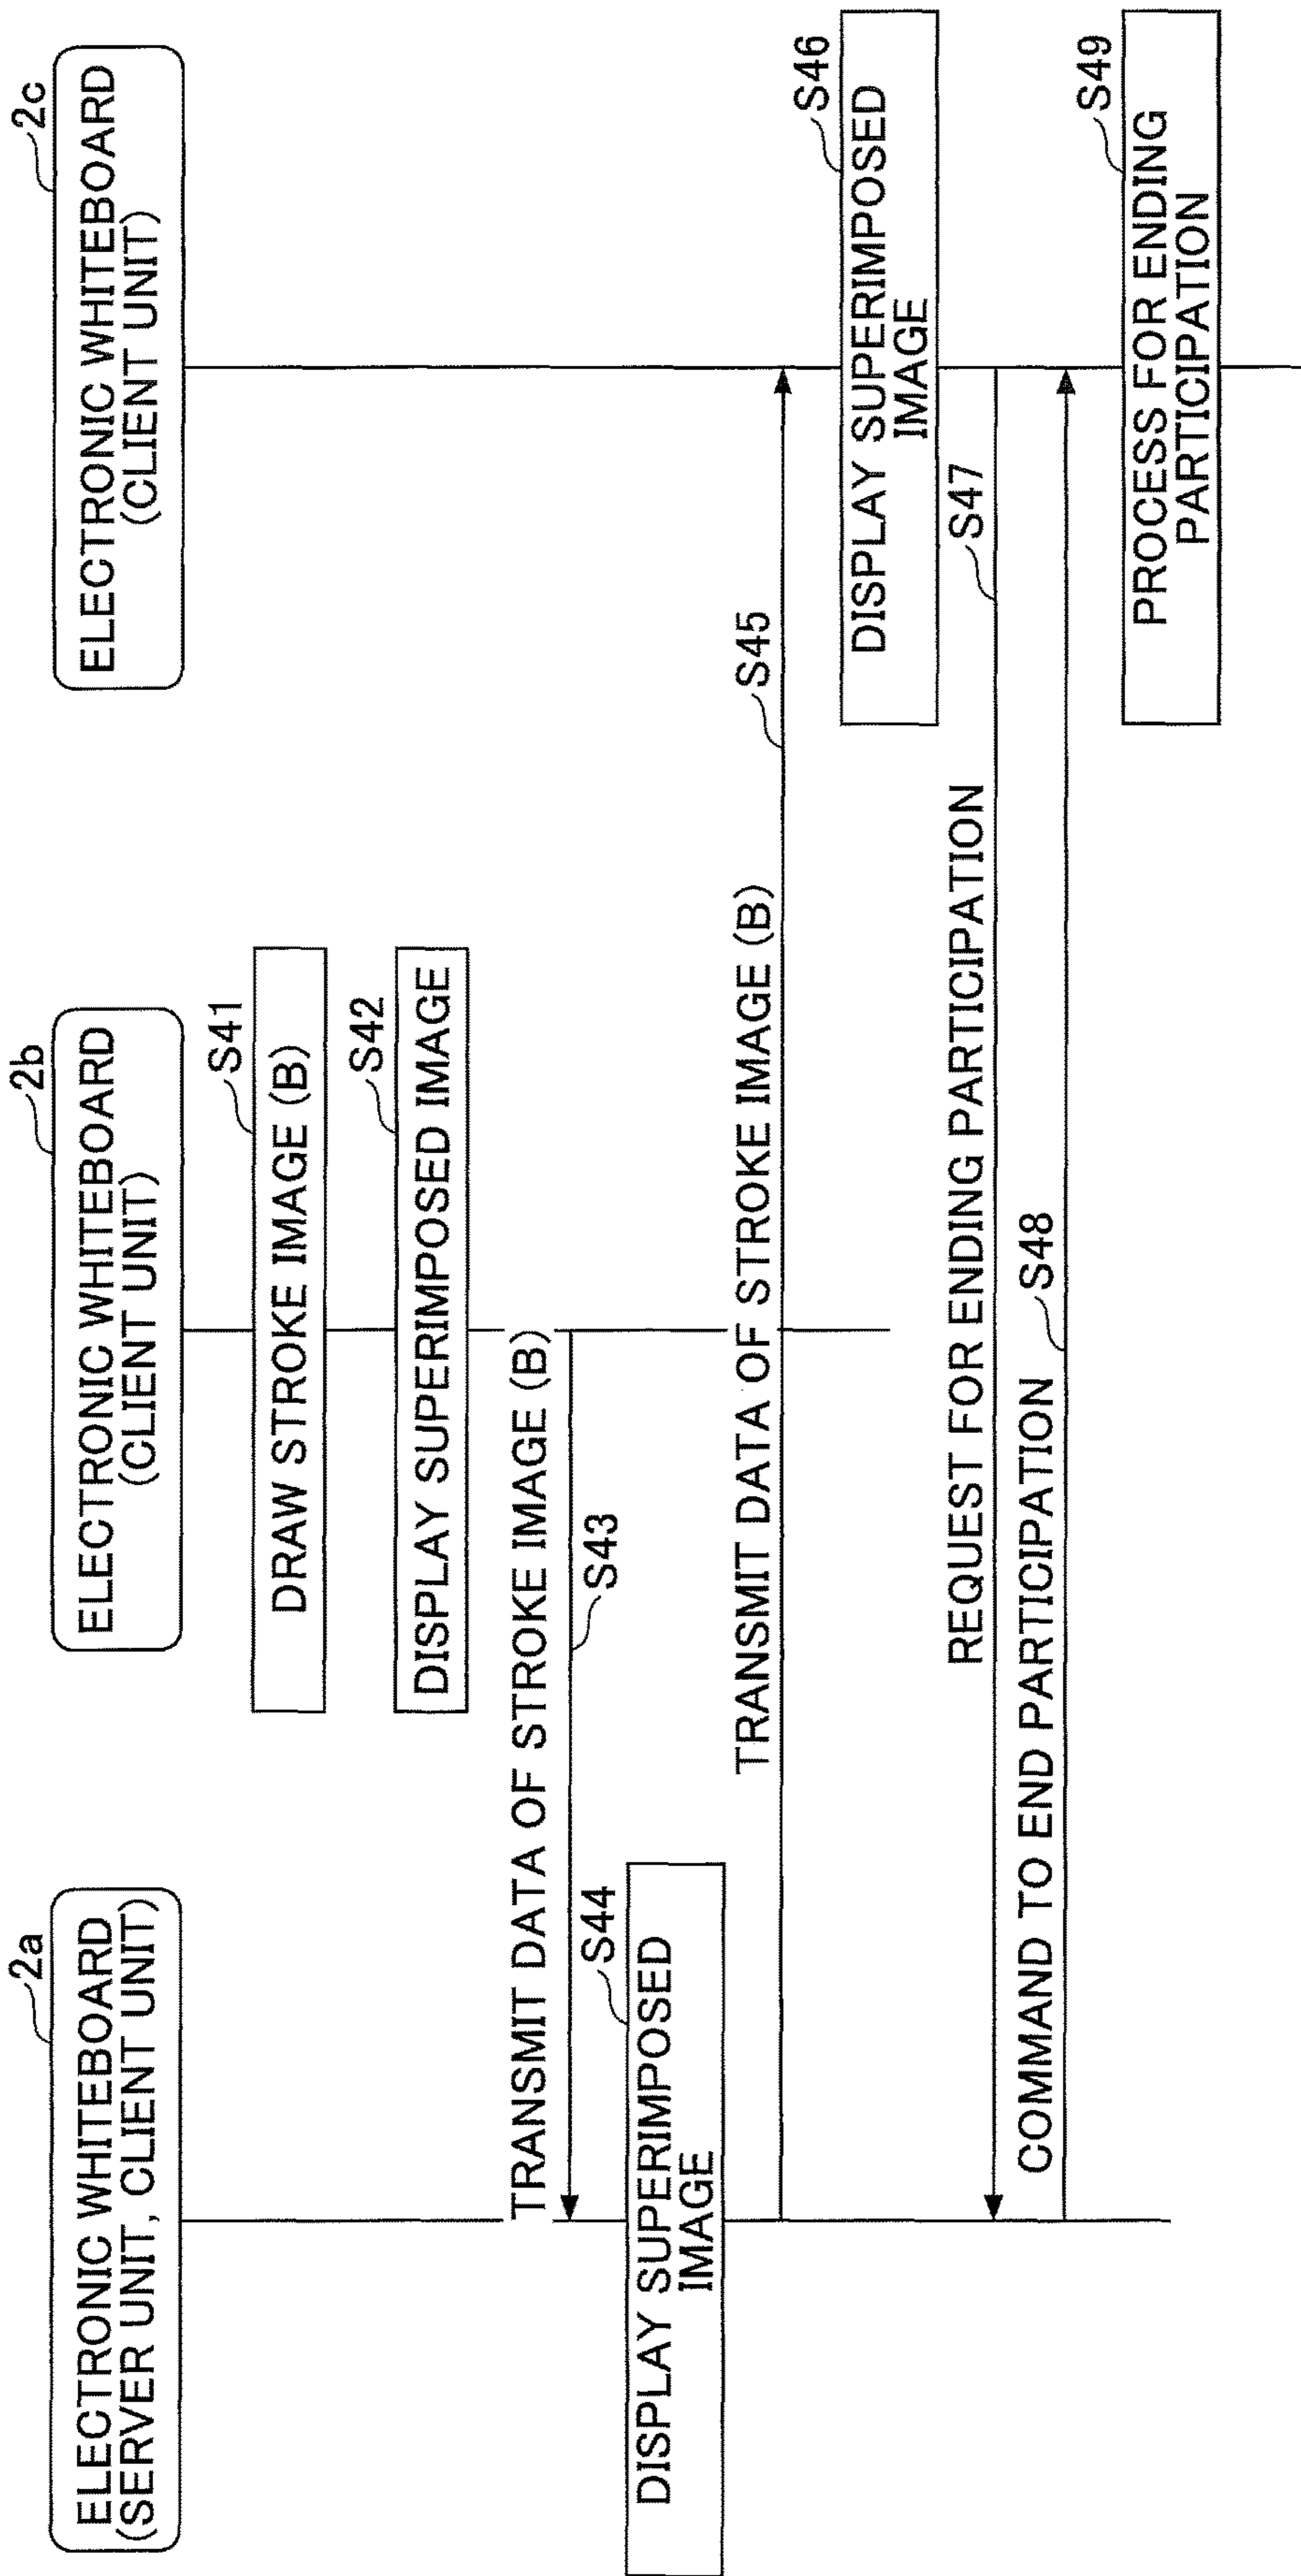 2a
ELECTRONIC WHITEBOARD
(SERVER UNIT, CLIENT UNIT)
2b
ELECTRONIC WHITEBOARD
(CLIENT UNIT)
2c
ELECTRONIC WHITEBOARD
(CLIENT UNIT)
S41
DRAW STROKE IMAGE (B)
S42
DISPLAY SUPERIMPOSED IMAGE
TRANSMIT DATA OF STROKE IMAGE (B)
S43
S44
DISPLAY SUPERIMPOSED
IMAGE
TRANSMIT DATA OF STROKE IMAGE (B)
S45
S46
DISPLAY SUPERIMPOSED
IMAGE
REQUEST FOR ENDING PARTICIPATION
S47
COMMAND TO END PARTICIPATION
S48
S49
PROCESS FOR ENDING
PARTICIPATION